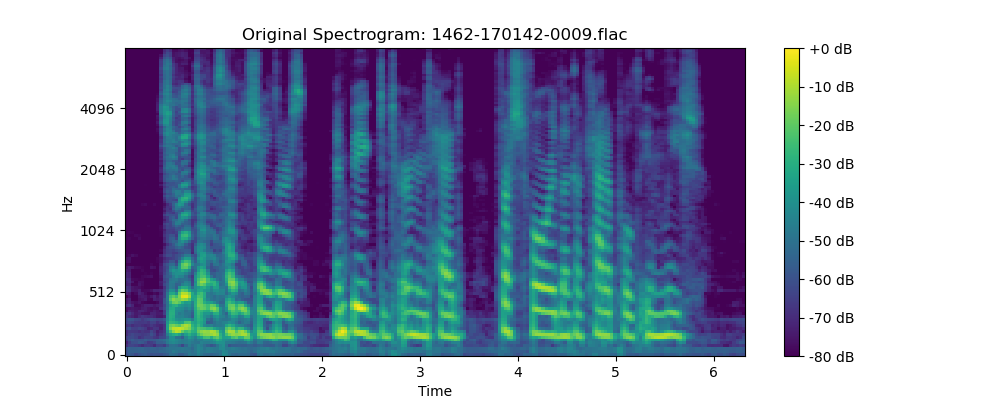 Original Spectrogram: 1462-170142-0009.flac
Hz
4096
2048
1024
512
0
0 1 2 3 4 5 6
Time
+0 dB
-10 dB
-20 dB
-30 dB
-40 dB
-50 dB
-60 dB
-70 dB
-80 dB